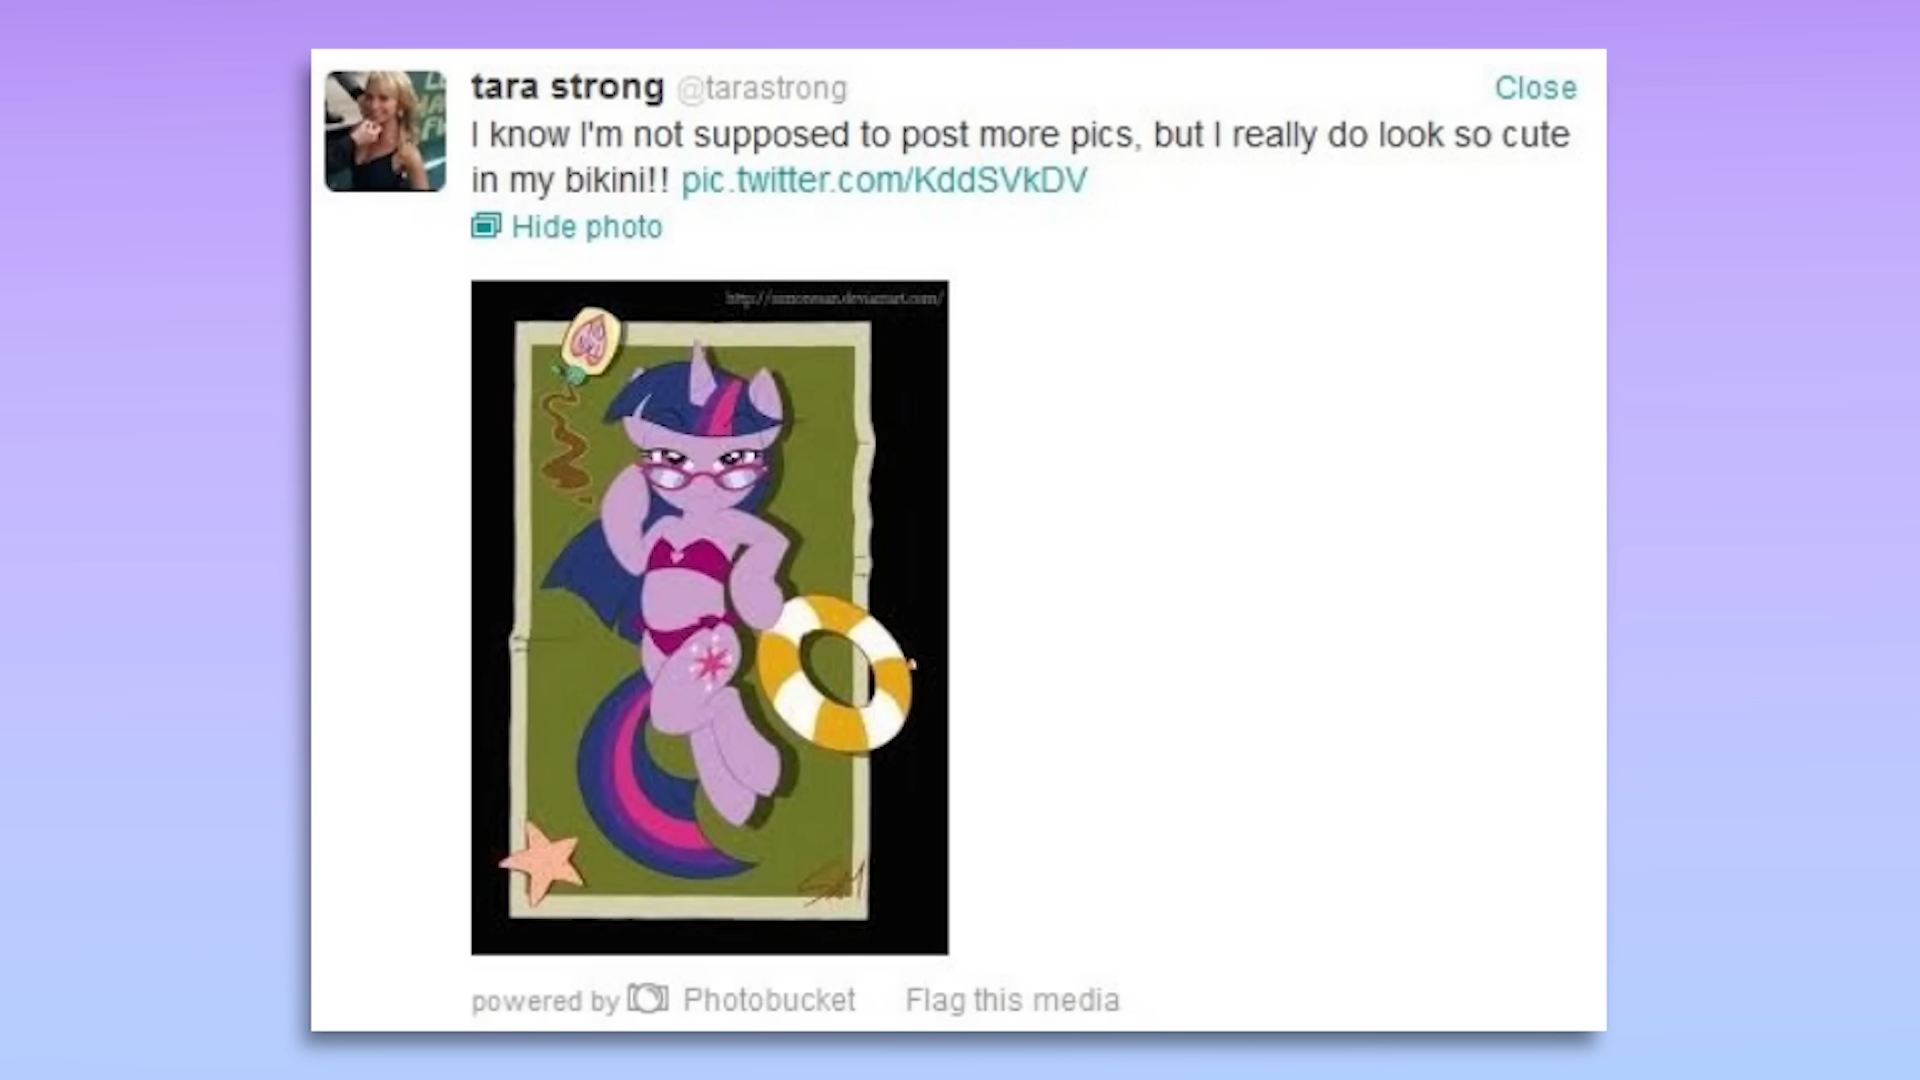 tara strong @tarastrong
Close
I know I'm not supposed to post more pics, but I really do look so cute
in my bikini!! pic.twitter.com/KddSVkDV
Hide photo
powered by Photobucket
Flag this media